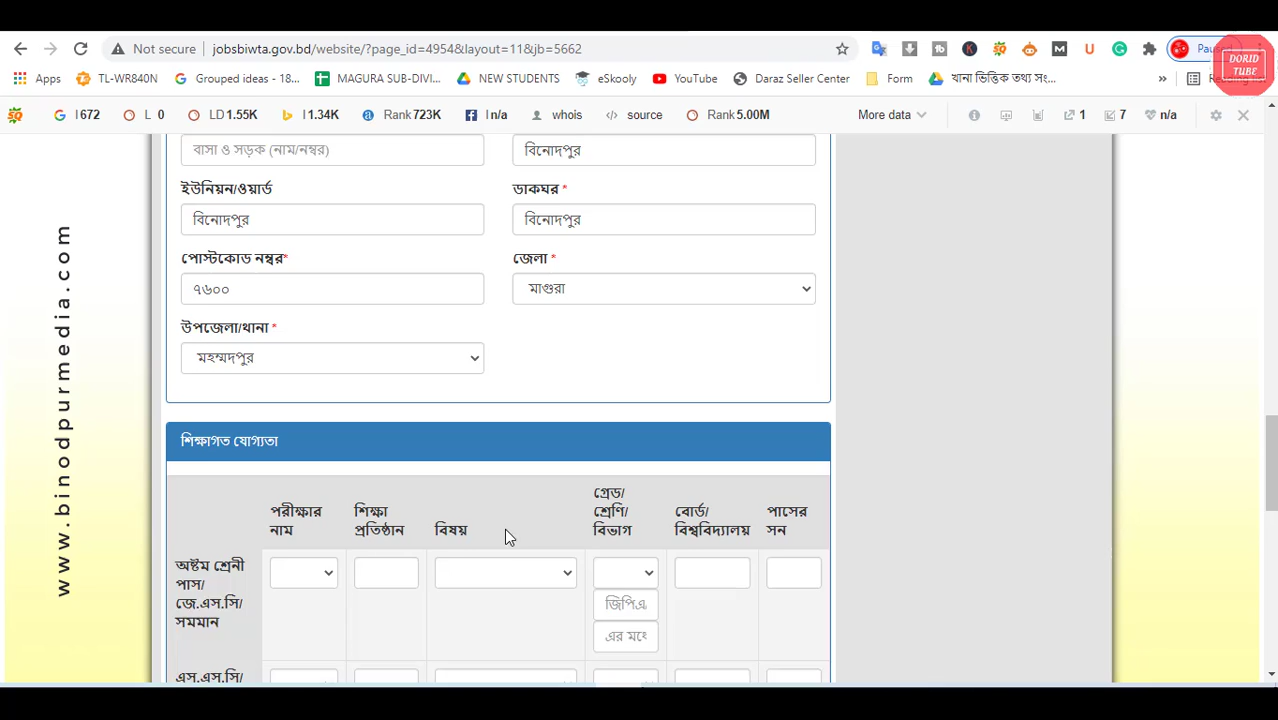 Not secure jobsbiwta.gov.bd/website/?page_id=4954&layout=11&jb=5662
DORID
TUBE
Apps TL-WR840N Grouped ideas - 18... MAGURA SUB-DIVI... NEW STUDENTS eSkooly YouTube Daraz Seller Center Form খানা ভিত্তিক তথ্য সং... »
I 672 L 0 LD 1.55K I 1.34K Rank 723K I n/a whois source Rank 5.00M More data 1 7 n/a
বাসা ও সড়ক (নাম/নম্বর) বিনোদপুর
ইউনিয়ন/ওয়ার্ড ডাকঘর *
বিনোদপুর বিনোদপুর
পোস্টকোড নম্বর* জেলা *
৭৬০০ মাগুরা
উপজেলা/থানা *
মহম্মদপুর
শিক্ষাগত যোগ্যতা
পরীক্ষার নাম
শিক্ষা প্রতিষ্ঠান
বিষয়
গ্রেড/
শ্রেণি/
বিভাগ
বোর্ড/
বিশ্ববিদ্যালয়
পাসের
সন
অষ্টম শ্রেনী
পাস/
জে.এস.সি/
সমমান
জিপিএ
এর মধ্যে
এস.এস.সি/
www.binodpurmedia.com